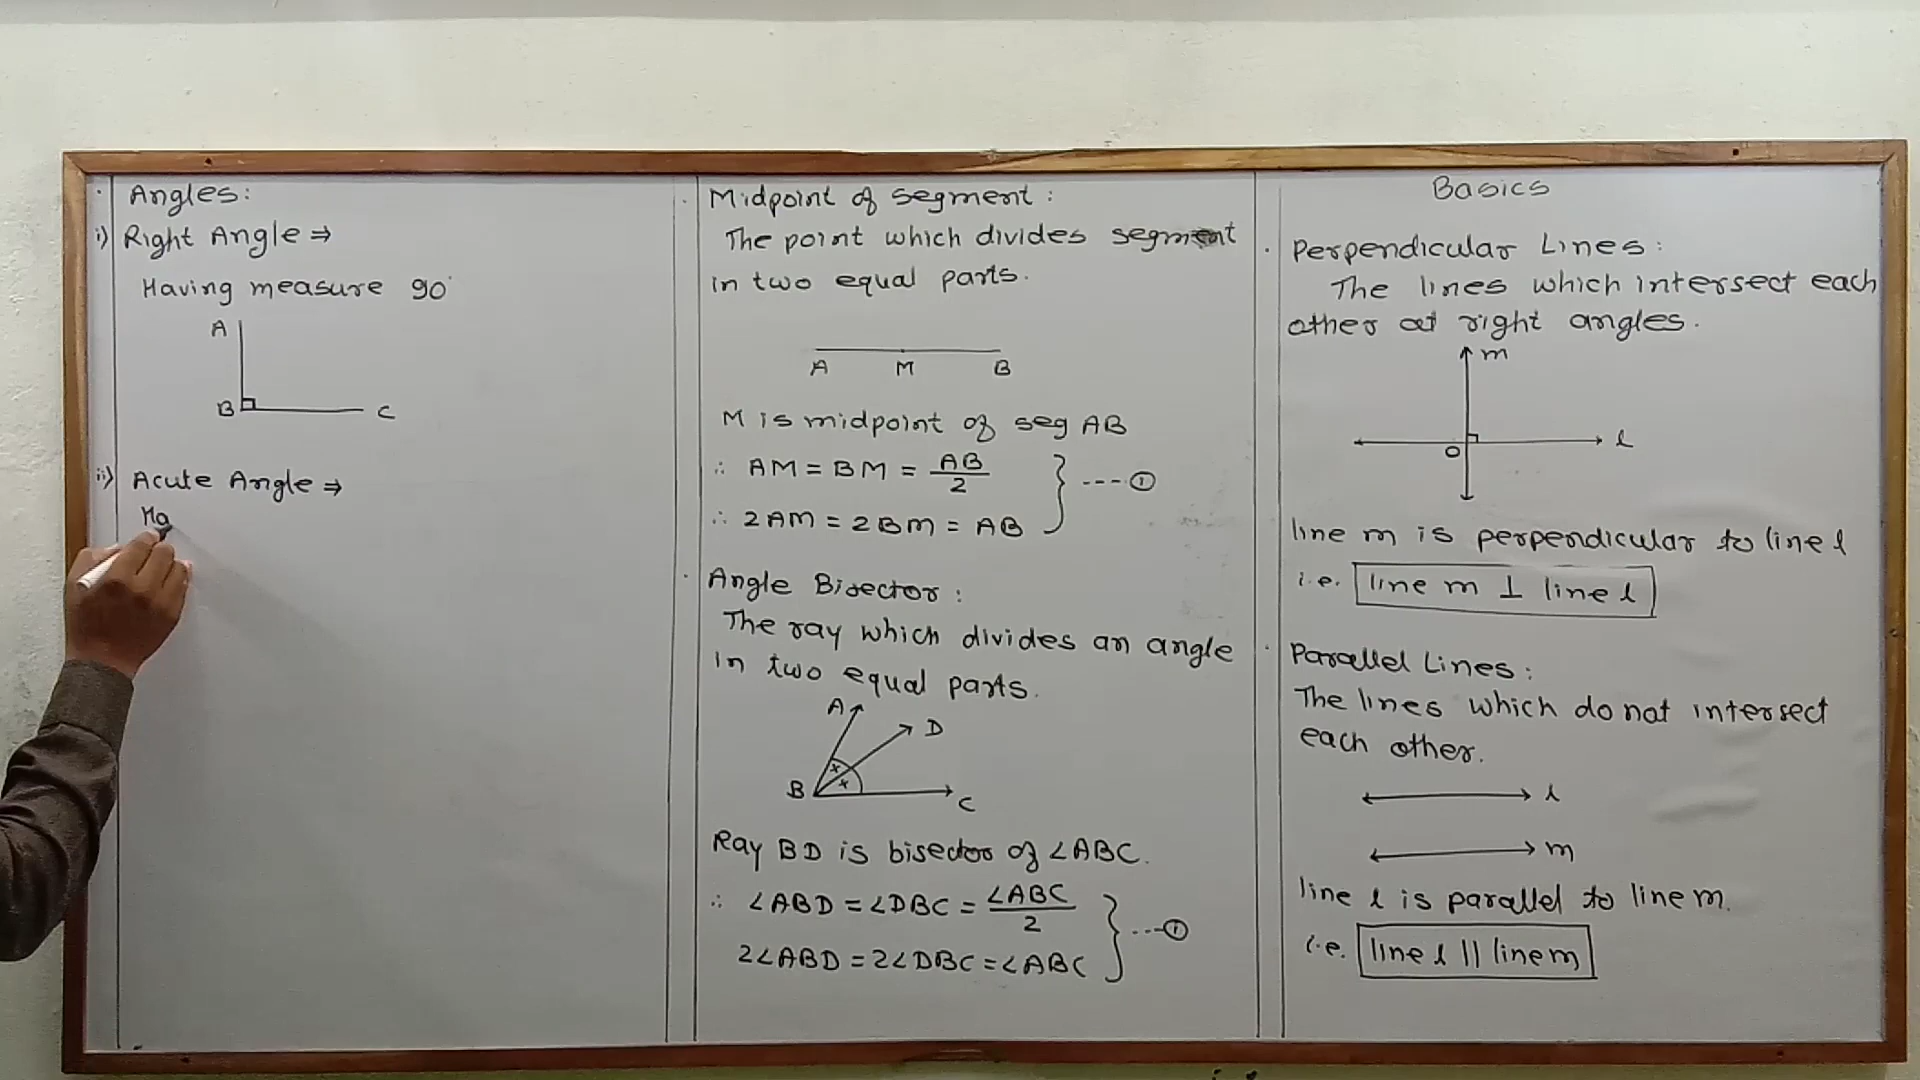 Angles:
i) Right Angle ⇒
Having measure 90°
A
B
C
ii) Acute Angle ⇒
Ha
Midpoint of segment:
The point which divides segment
in two equal parts.
A M B
M is midpoint of seg AB
∴ AM = BM = AB/2
∴ 2AM = 2BM = AB } ----①
Angle Bisector:
The ray which divides an angle
in two equal parts.
A
D
x
x
B
C
Ray BD is bisector of ∠ABC.
∴ ∠ABD = ∠DBC = ∠ABC/2
2∠ABD = 2∠DBC = ∠ABC } ---①
Basics
Perpendicular Lines:
The lines which intersect each
other at right angles.
m
l
O
line m is perpendicular to line l
i.e. line m ⊥ line l
Parallel Lines:
The lines which do not intersect
each other.
l
m
line l is parallel to line m.
i.e. line l || line m